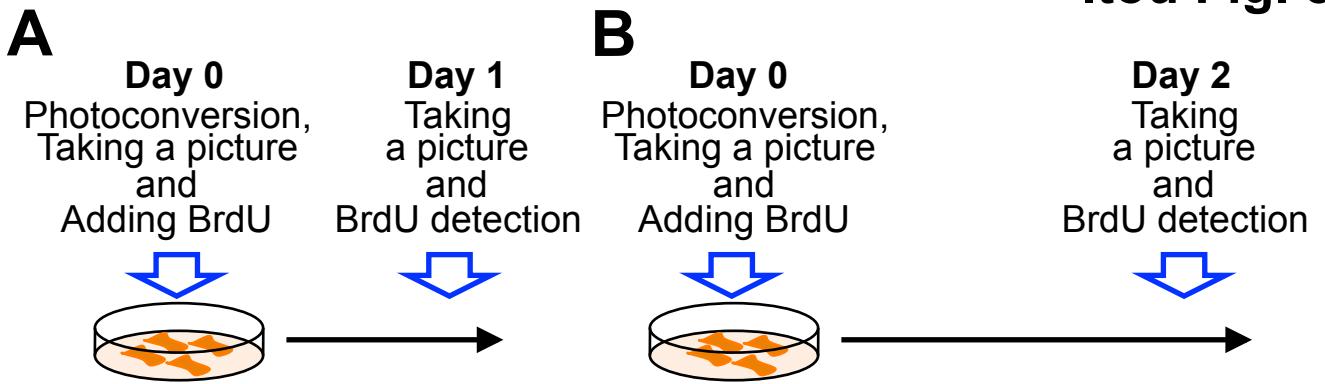 A
B
Day 0
Photoconversion,
Taking a picture
and
Adding BrdU
Day 1
Taking
a picture
and
BrdU detection
Day 0
Photoconversion,
Taking a picture
and
Adding BrdU
Day 2
Taking
a picture
and
BrdU detection